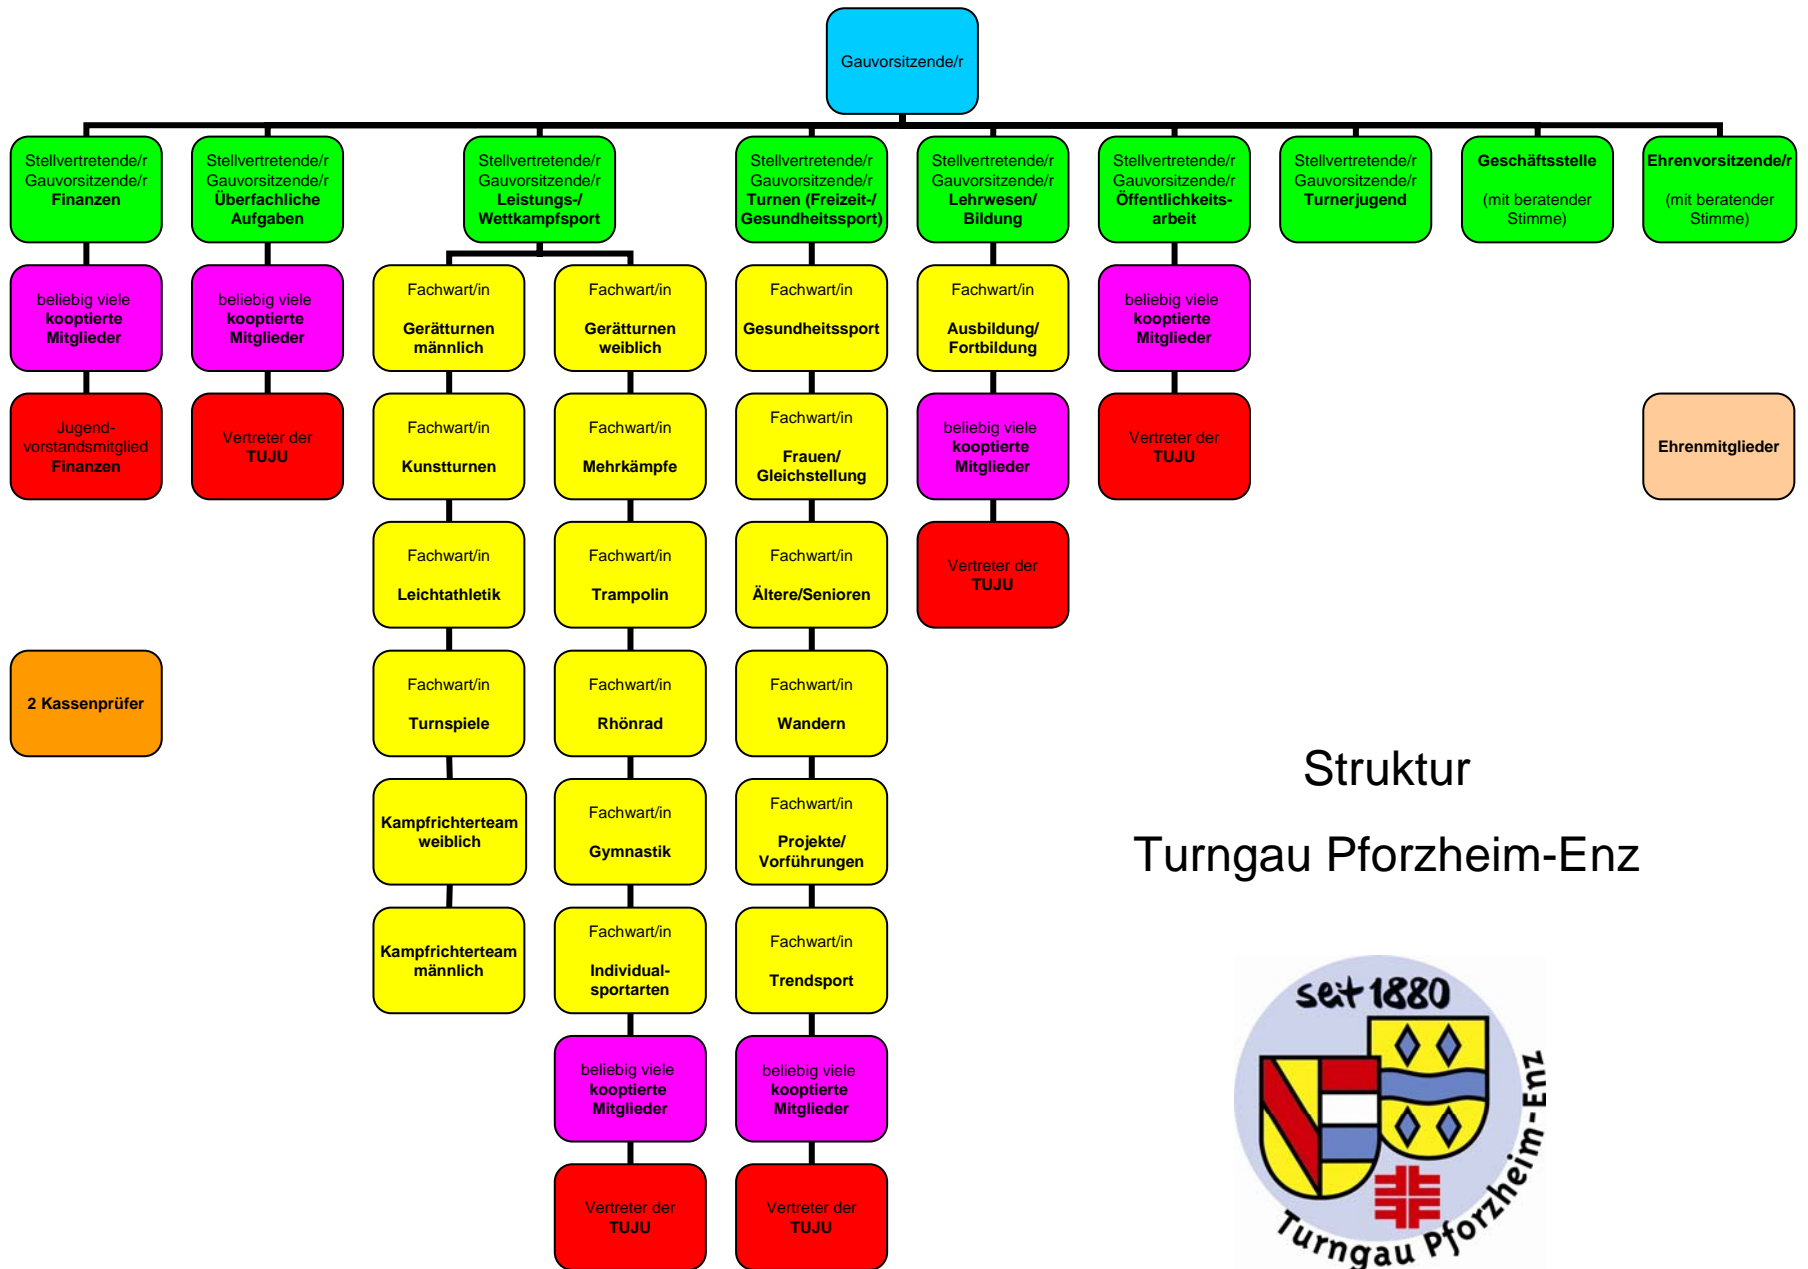 Gauvorsitzende/r
Stellvertretende/r
Gauvorsitzende/r
Finanzen
Stellvertretende/r
Gauvorsitzende/r
Überfachliche
Aufgaben
Stellvertretende/r
Gauvorsitzende/r
Leistungs-/
Wettkampfsport
Stellvertretende/r
Gauvorsitzende/r
Turnen (Freizeit-/
Gesundheitssport)
Stellvertretende/r
Gauvorsitzende/r
Lehrwesen/
Bildung
Stellvertretende/r
Gauvorsitzende/r
Öffentlichkeits-
arbeit
Stellvertretende/r
Gauvorsitzende/r
Turnerjugend
Geschäftsstelle
(mit beratender
Stimme)
Ehrenvorsitzende/r
(mit beratender
Stimme)
beliebig viele
kooptierte
Mitglieder
beliebig viele
kooptierte
Mitglieder
Fachwart/in
Gerätturnen
männlich
Fachwart/in
Gerätturnen
weiblich
Fachwart/in
Gesundheitssport
Fachwart/in
Ausbildung/
Fortbildung
beliebig viele
kooptierte
Mitglieder
Jugend-
vorstandsmitglied
Finanzen
Vertreter der
TUJU
Fachwart/in
Kunstturnen
Fachwart/in
Mehrkämpfe
Fachwart/in
Frauen/
Gleichstellung
beliebig viele
kooptierte
Mitglieder
Vertreter der
TUJU
Ehrenmitglieder
Fachwart/in
Leichtathletik
Fachwart/in
Trampolin
Fachwart/in
Ältere/Senioren
Vertreter der
TUJU
2 Kassenprüfer
Fachwart/in
Turnspiele
Fachwart/in
Rhönrad
Fachwart/in
Wandern
Kampfrichterteam
weiblich
Fachwart/in
Gymnastik
Fachwart/in
Projekte/
Vorführungen
Kampfrichterteam
männlich
Fachwart/in
Individual-
sportarten
Fachwart/in
Trendsport
beliebig viele
kooptierte
Mitglieder
beliebig viele
kooptierte
Mitglieder
Vertreter der
TUJU
Vertreter der
TUJU
Struktur
Turngau Pforzheim-Enz
seit 1880
Turngau Pforzheim-Enz